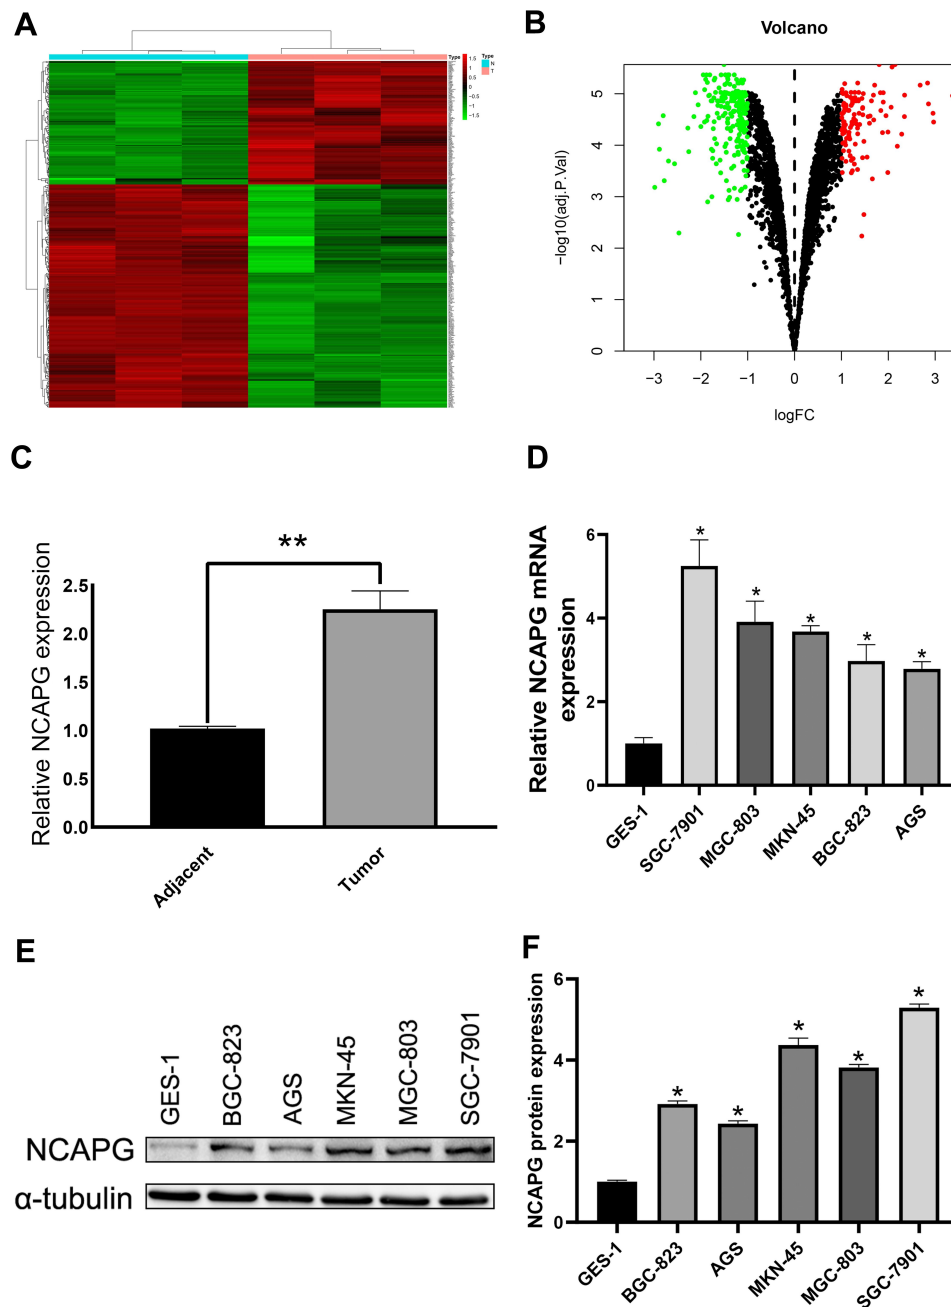 A
Type
1.5
1
0.5
0
−0.5
−1
−1.5
Type
N
T
B
Volcano
−log10(adj.P.Val)
5
4
3
2
1
0
−3 −2 −1 0 1 2 3
logFC
C
Relative NCAPG expression
**
2.5
2.0
1.5
1.0
0.5
0.0
Adjacent
Tumor
D
Relative NCAPG mRNA
expression
6
4
2
0
* * * * *
GES-1
SGC-7901
MGC-803
MKN-45
BGC-823
AGS
E
GES-1
BGC-823
AGS
MKN-45
MGC-803
SGC-7901
NCAPG
α-tubulin
F
NCAPG protein expression
6
4
2
0
* * * * *
GES-1
BGC-823
AGS
MKN-45
MGC-803
SGC-7901